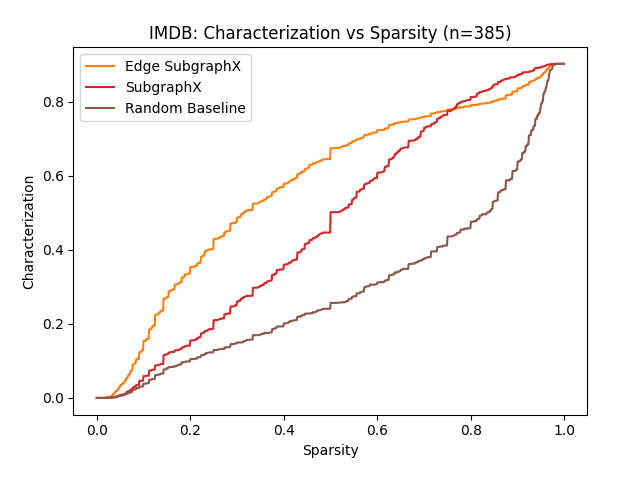 IMDB: Characterization vs Sparsity (n=385)
Edge SubgraphX
SubgraphX
Random Baseline
Characterization
0.8
0.6
0.4
0.2
0.0
0.0 0.2 0.4 0.6 0.8 1.0
Sparsity